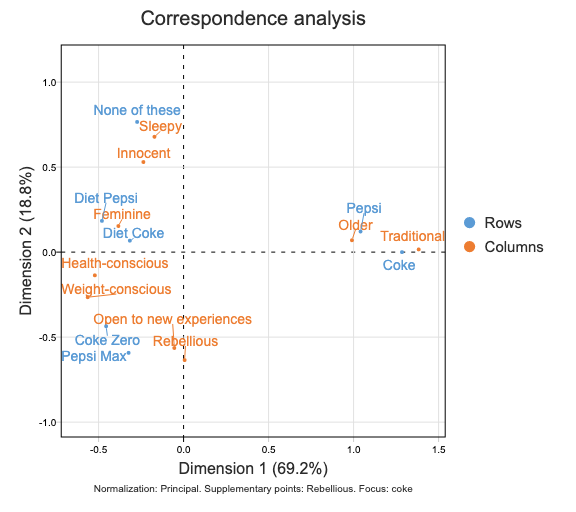 Correspondence analysis
1.0
None of these
Sleepy
Innocent
0.5
Diet Pepsi
Feminine
Diet Coke
Pepsi
Older
Traditional
Rows
Columns
0.0
Coke
Health-conscious
Weight-conscious
Open to new experiences
-0.5
Coke Zero
Rebellious
Pepsi Max
-1.0
Dimension 2 (18.8%)
-0.5 0.0 0.5 1.0 1.5
Dimension 1 (69.2%)
Normalization: Principal. Supplementary points: Rebellious. Focus: coke